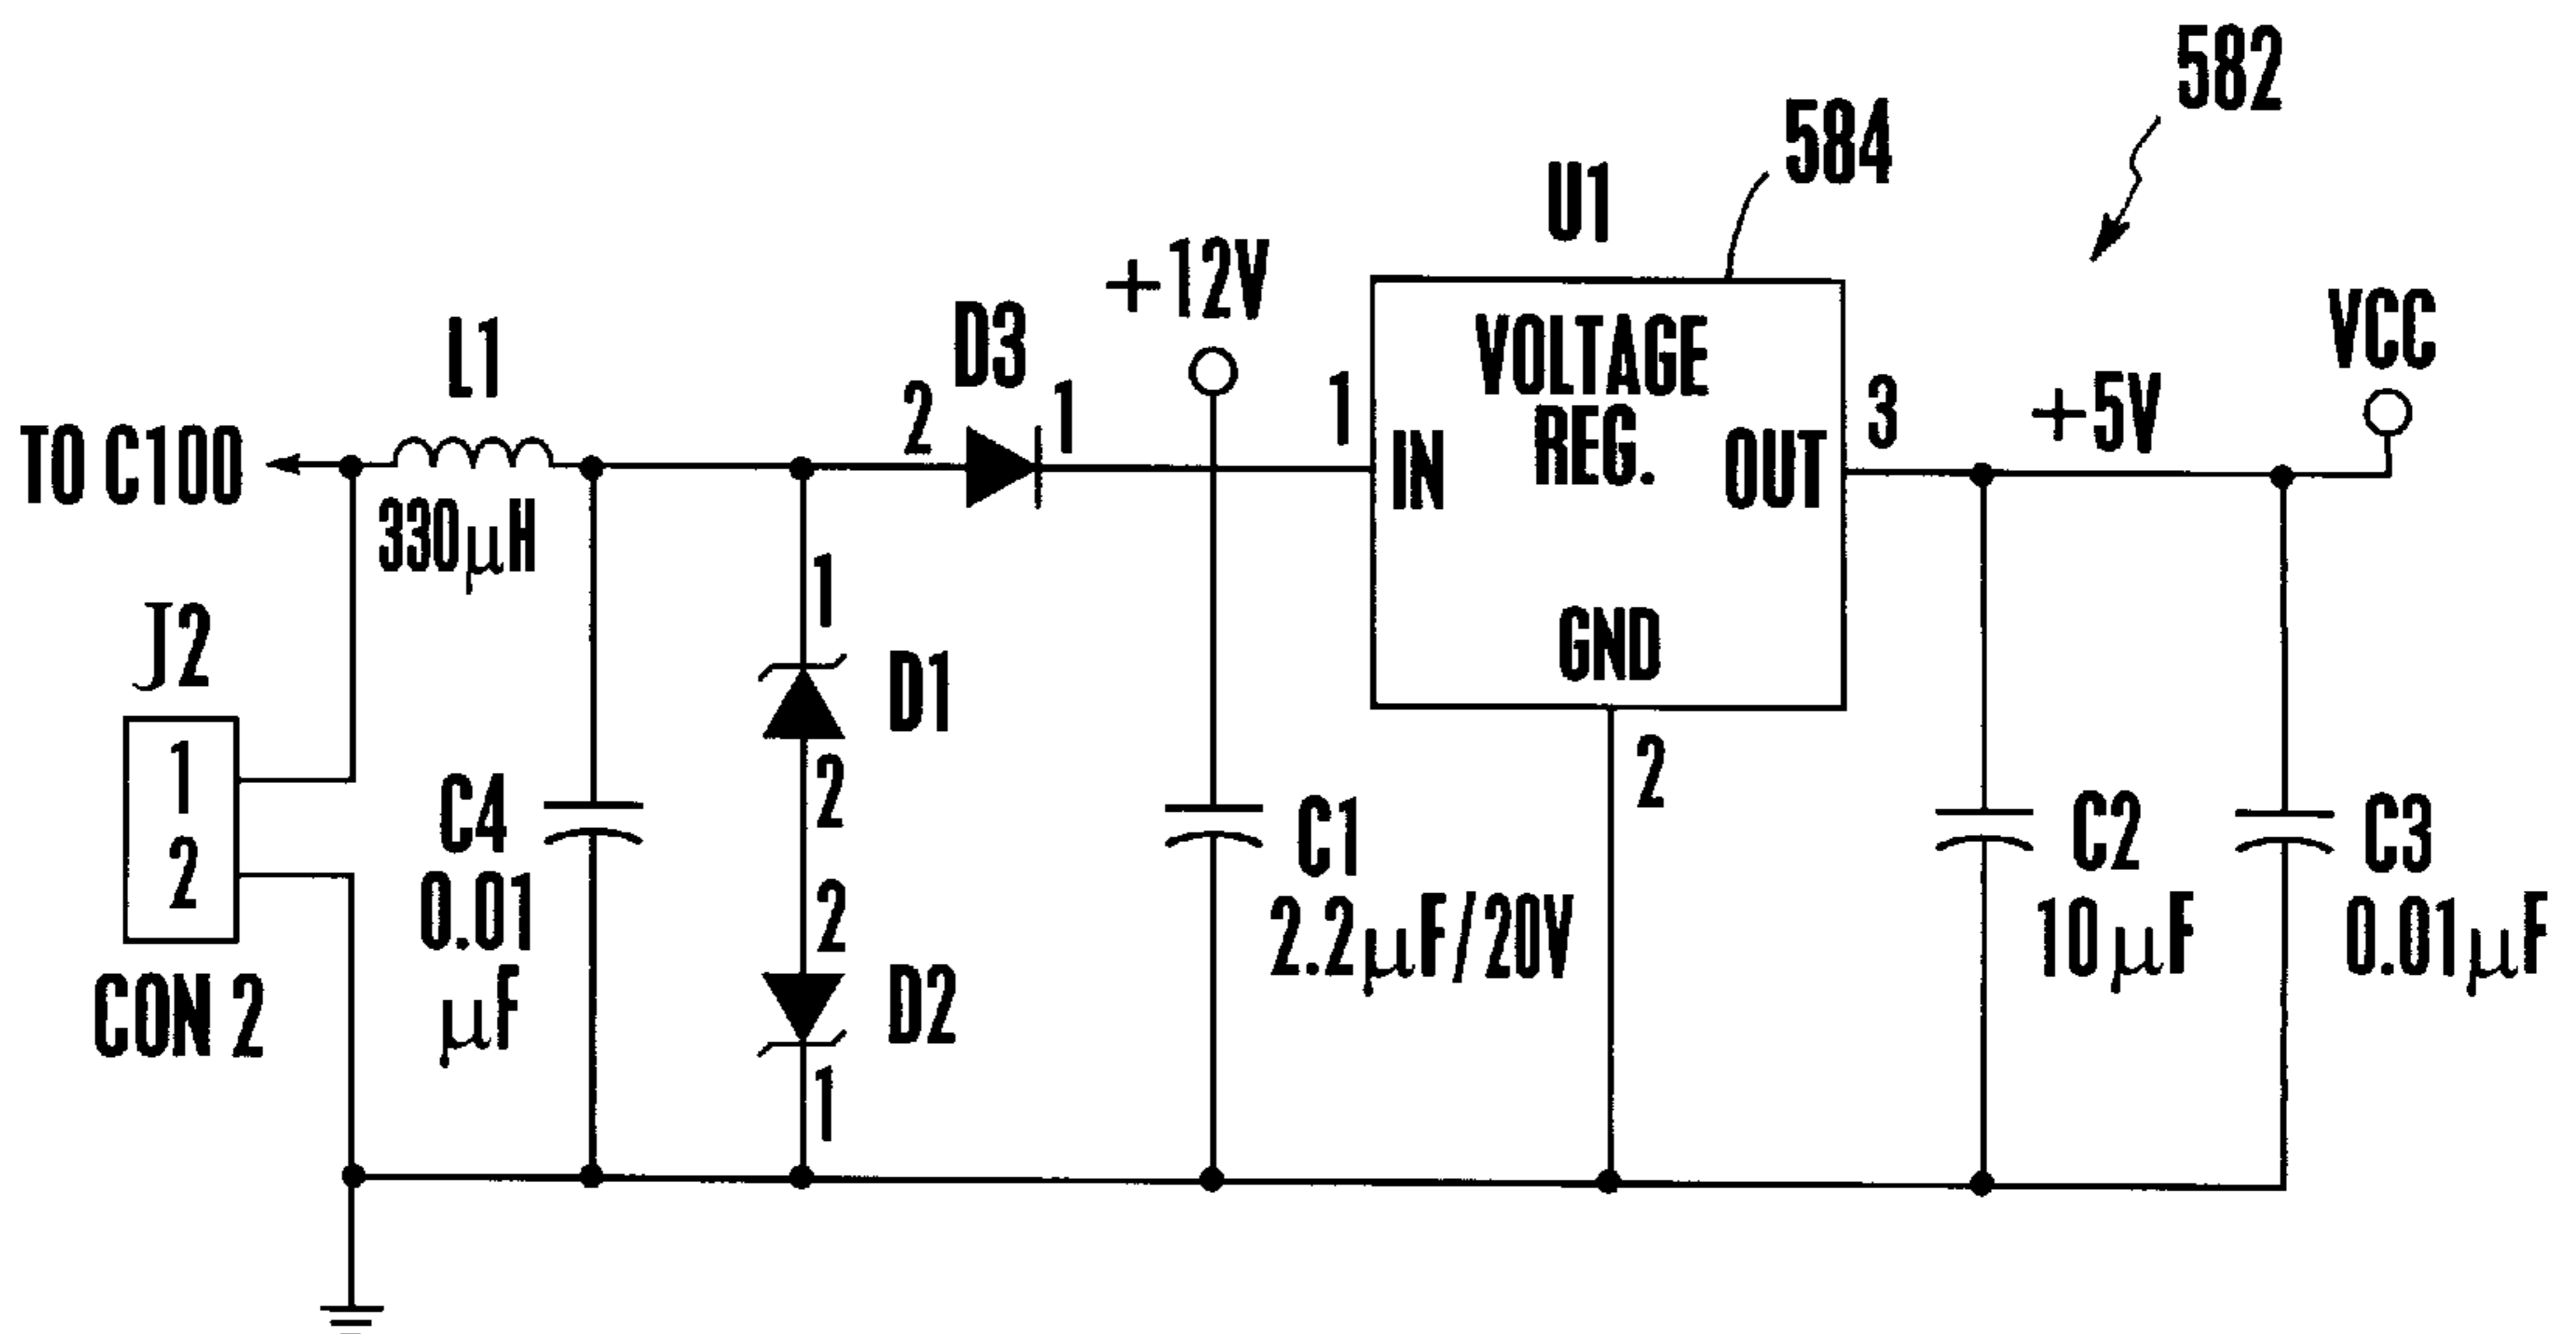 582
584
U1
+12V
VCC
L1
D3
2
1
1
VOLTAGE
REG.
IN
OUT
3
+5V
TO C100
330μH
1
J2
D1
GND
1
2
2
2
C4
0.01
μF
2
D2
1
C1
2.2μF/20V
C2
10μF
C3
0.01μF
CON 2